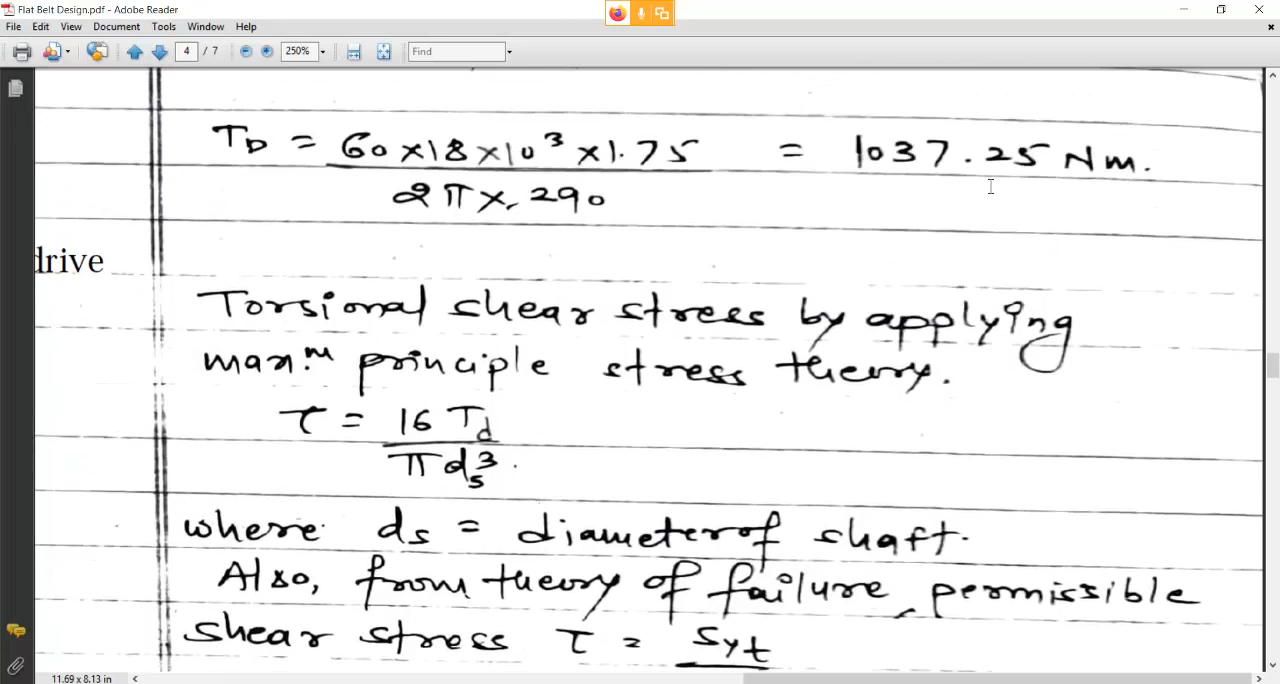 Flat Belt Design.pdf - Adobe Reader
File Edit View Document Tools Window Help
4 / 7 250% Find
T_D = 60 × 18 × 10³ × 1.75 = 1037.25 Nm.
2π × 290
drive
Torsional shear stress by applying
max.ᵐ principle stress theory.
τ = 16 T_d
π d_s³.
where ds = diameter of shaft.
Also, from theory of failure, permissible
shear stress τ = Syt
11.69 x 8.13 in